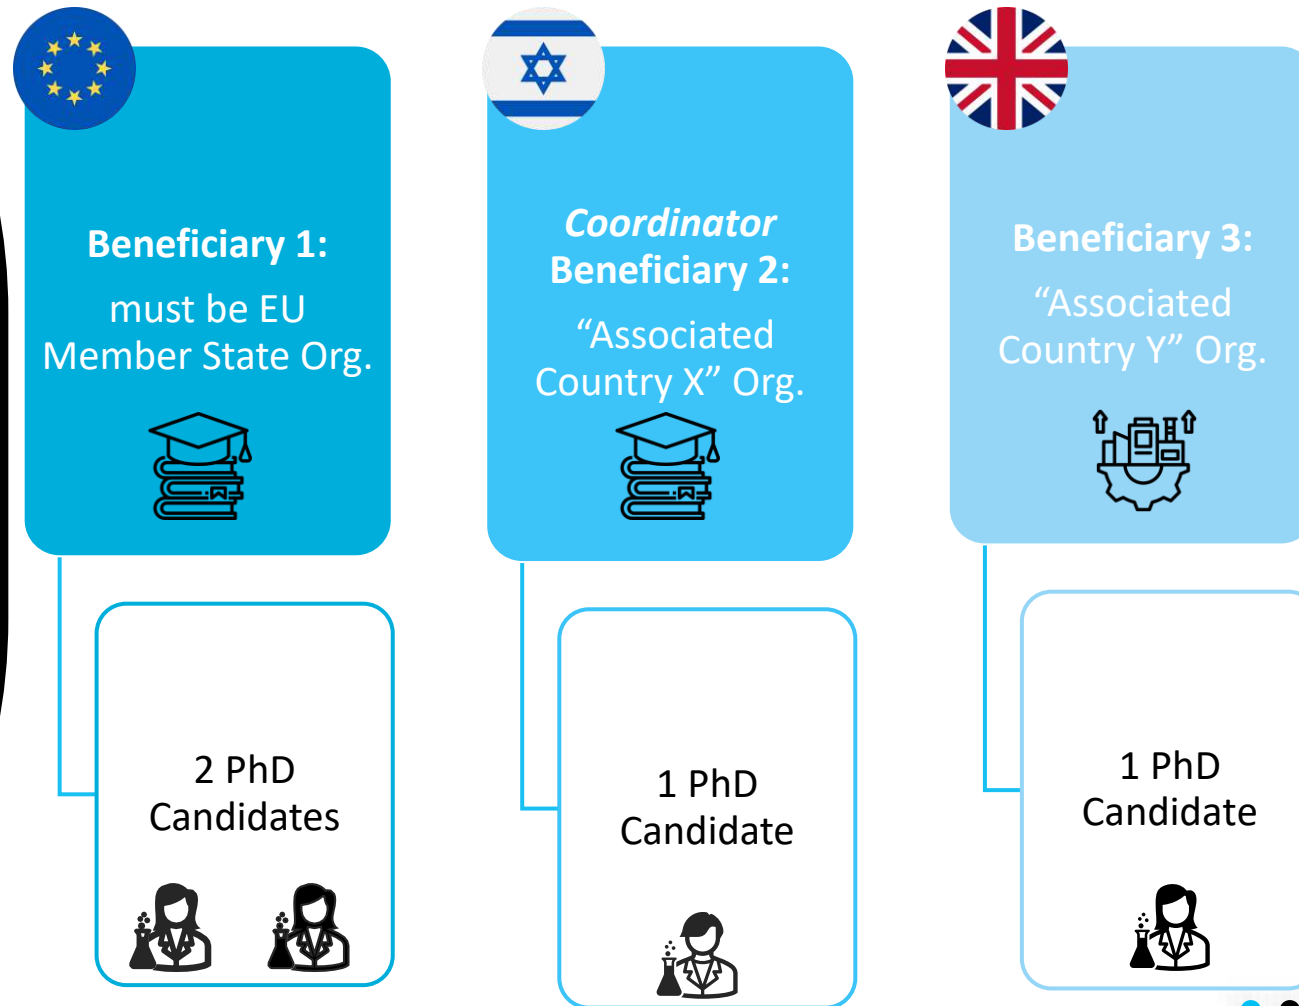 Beneficiary 1:
must be EU
Member State Org.
2 PhD
Candidates
Coordinator
Beneficiary 2:
“Associated
Country X” Org.
1 PhD
Candidate
Beneficiary 3:
“Associated
Country Y” Org.
1 PhD
Candidate